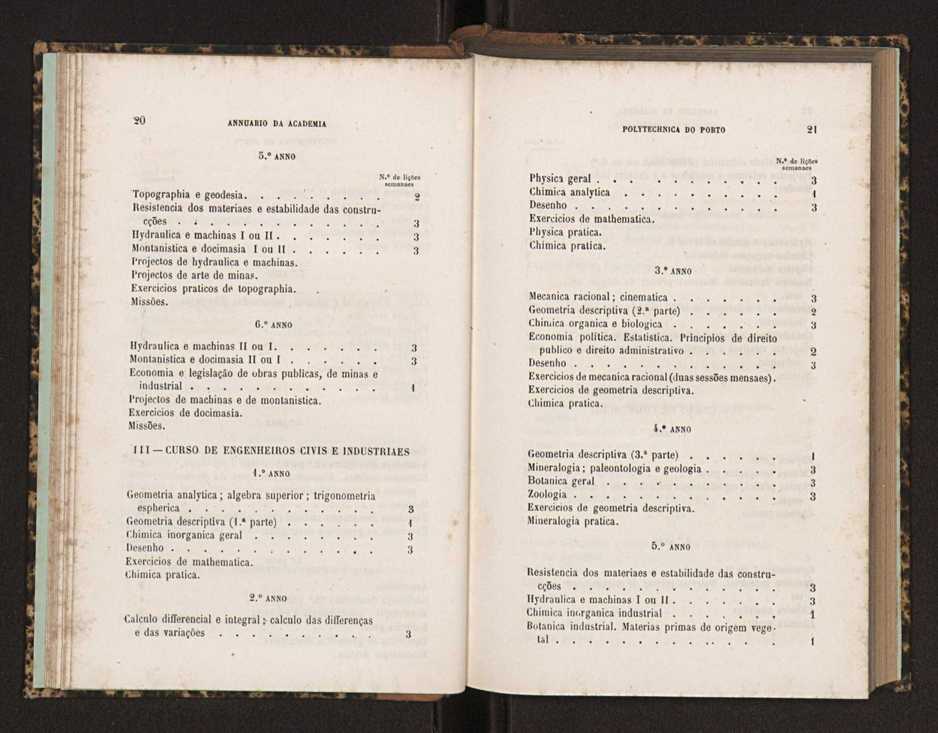 20
ANNUARIO DA ACADEMIA
5.º ANNO
N.º de lições
semanaes
Topographia e geodesia. . . . . . . . . 2
Resistencia dos materiaes e estabilidade das constru-
cções . . . . . . . . . . . . 3
Hydraulica e machinas I ou II . . . . . . . 3
Montanistica e docimasia I ou II . . . . . . 3
Projectos de hydraulica e machinas.
Projectos de arte de minas.
Exercicios praticos de topographia.
Missões.
6.º ANNO
Hydraulica e machinas II ou I. . . . . . . 3
Montanistica e docimasia II ou I . . . . . . 3
Economia e legislação de obras publicas, de minas e
industrial . . . . . . . . . . . . 1
Projectos de machinas e de montanistica.
Exercicios de docimasia.
Missões.
III — CURSO DE ENGENHEIROS CIVIS E INDUSTRIAES
1.º ANNO
Geometria analytica; algebra superior; trigonometria
espherica . . . . . . . . . . . . 3
Geometria descriptiva (1.ª parte) . . . . . . 1
Chimica inorganica geral . . . . . . . . 3
Desenho . . . . . . . . . . . . 3
Exercicios de mathematica.
Chimica pratica.
2.º ANNO
Calculo differencial e integral; calculo das differenças
e das variações . . . . . . . . . . 3
POLYTECHNICA DO PORTO
21
N.º de lições
semanaes
Physica geral . . . . . . . . . . . 3
Chimica analytica . . . . . . . . . . 1
Desenho . . . . . . . . . . . . 3
Exercicios de mathematica.
Physica pratica.
Chimica pratica.
3.º ANNO
Mecanica racional; cinematica . . . . . . . 3
Geometria descriptiva (2.ª parte) . . . . . . 2
Chimica organica e biologica . . . . . . . 3
Economia politica. Estatistica. Principios de direito
publico e direito administrativo . . . . . . 2
Desenho . . . . . . . . . . . . 3
Exercicios de mecanica racional (duas sessões mensaes).
Exercicios de geometria descriptiva.
Chimica pratica.
4.º ANNO
Geometria descriptiva (3.ª parte) . . . . . . 1
Mineralogia; paleontologia e geologia . . . . . 3
Botanica geral . . . . . . . . . . . 3
Zoologia . . . . . . . . . . . . 3
Exercicios de geometria descriptiva.
Mineralogia pratica.
5.º ANNO
Resistencia dos materiaes e estabilidade das constru-
cções . . . . . . . . . . . . 3
Hydraulica e machinas I ou II . . . . . . . 3
Chimica inorganica industrial . . . . . . . 1
Botanica industrial. Materias primas de origem vege-
tal . . . . . . . . . . . . . 1